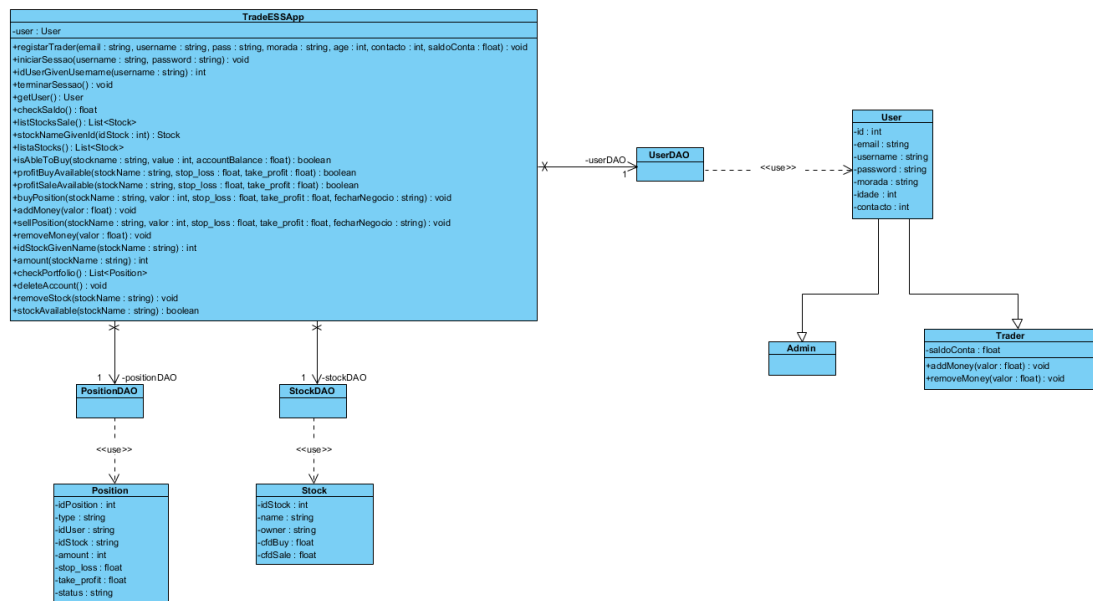 TradeESSApp
-user : User
+registarTrader(email : string, username : string, pass : string, morada : string, age : int, contacto : int, saldoConta : float) : void
+iniciarSessao(username : string, password : string) : void
+idUserGivenUsername(username : string) : int
+terminarSessao() : void
+getUser() : User
+checkSaldo() : float
+listStocksSale() : List<Stock>
+stockNameGivenId(idStock : int) : Stock
+listaStocks() : List<Stock>
+isAbleToBuy(stockname : string, value : int, accountBalance : float) : boolean
+profitBuyAvailable(stockName : string, stop_loss : float, take_profit : float) : boolean
+profitSaleAvailable(stockName : string, stop_loss : float, take_profit : float) : boolean
+buyPosition(stockName : string, valor : int, stop_loss : float, take_profit : float, fecharNegocio : string) : void
+addMoney(valor : float) : void
+sellPosition(stockName : string, valor : int, stop_loss : float, take_profit : float, fecharNegocio : string) : void
+removeMoney(valor : float) : void
+idStockGivenName(stockName : string) : int
+amount(stockName : string) : int
+checkPortfolio() : List<Position>
+deleteAccount() : void
+removeStock(stockName : string) : void
+stockAvailable(stockName : string) : boolean
-userDAO
1
UserDAO
<<use>>
User
-id : int
-email : string
-username : string
-password : string
-morada : string
-idade : int
-contacto : int
Admin
Trader
-saldoConta : float
+addMoney(valor : float) : void
+removeMoney(valor : float) : void
1
-positionDAO
PositionDAO
1
-stockDAO
StockDAO
<<use>>
<<use>>
Position
-idPosition : int
-type : string
-idUser : string
-idStock : string
-amount : int
-stop_loss : float
-take_profit : float
-status : string
Stock
-idStock : int
-name : string
-owner : string
-cfdBuy : float
-cfdSale : float